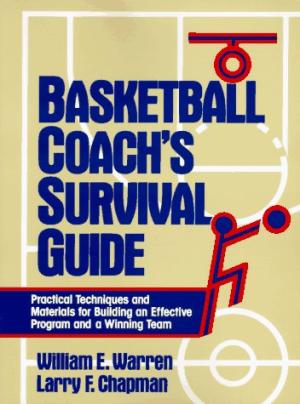 BASKETBALL
COACH'S
SURVIVAL
GUIDE
Practical Techniques and
Materials for Building an Effective
Program and a Winning Team
William E. Warren
Larry F. Chapman